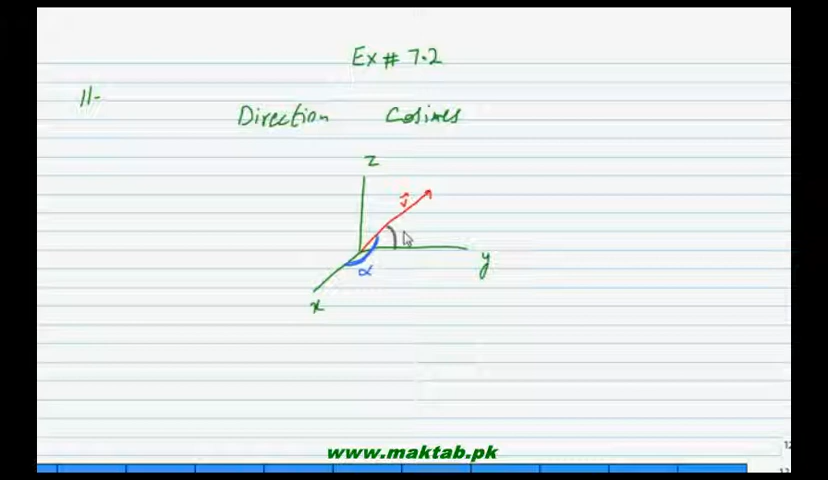 Ex # 7.2
11-
Direction Cosines
z
v
y
α
x
www.maktab.pk